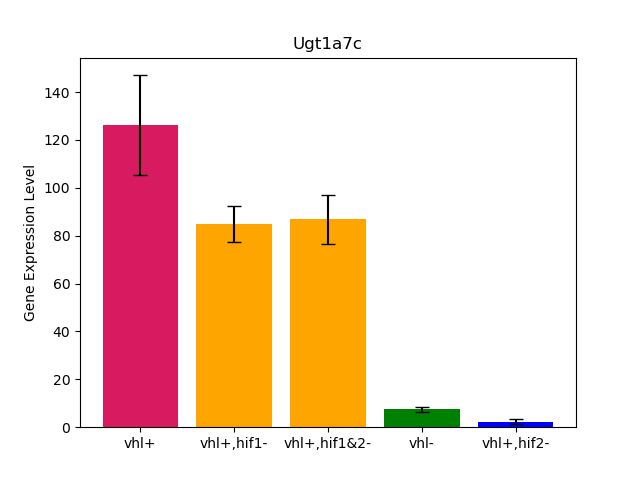 Ugt1a7c
Gene Expression Level
140
120
100
80
60
40
20
0
vhl+ vhl+,hif1- vhl+,hif1&2- vhl- vhl+,hif2-